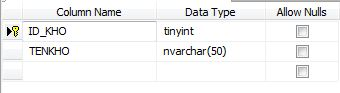 Column Name Data Type Allow Nulls
ID_KHO tinyint
TENKHO nvarchar(50)